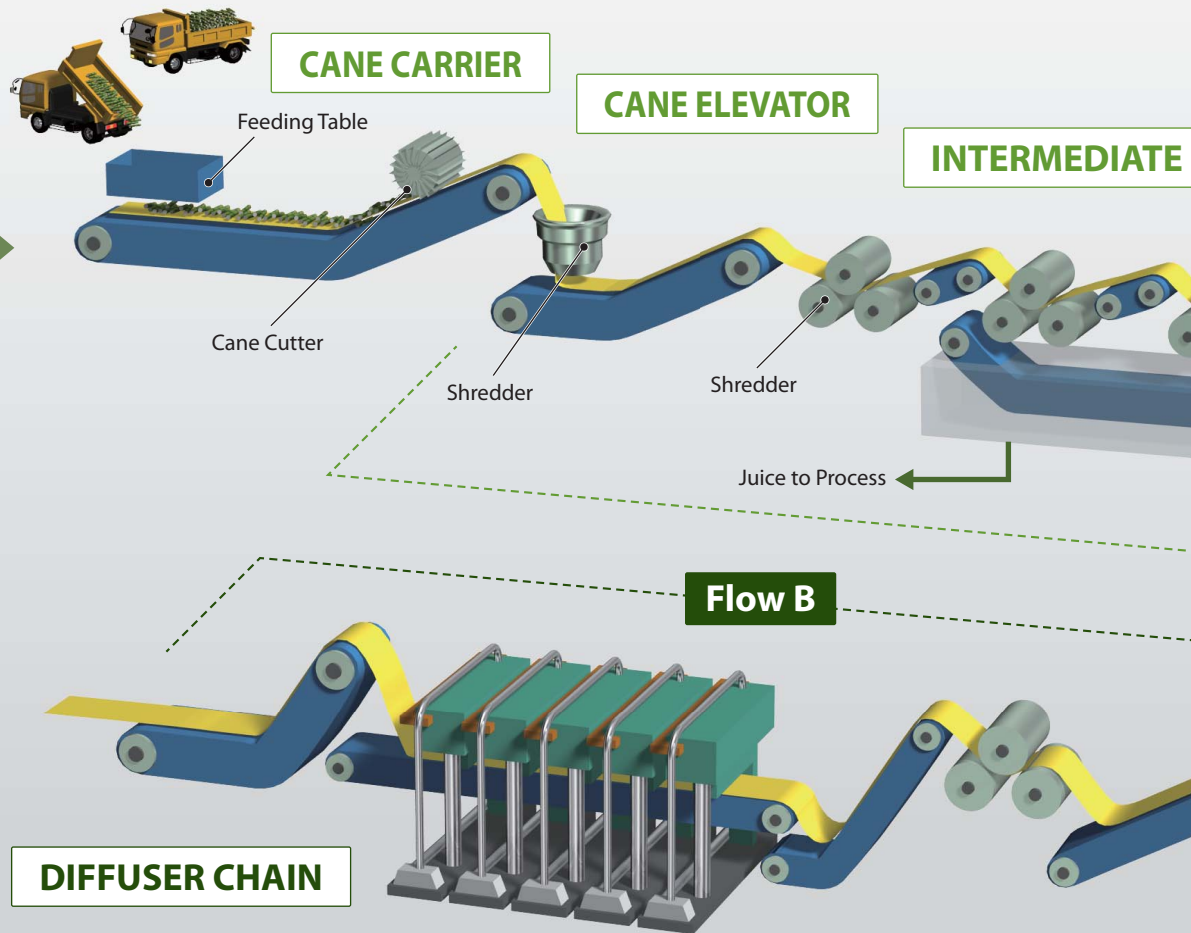 CANE CARRIER
CANE ELEVATOR
INTERMEDIATE
Feeding Table
Cane Cutter
Shredder
Shredder
Juice to Process
Flow B
DIFFUSER CHAIN